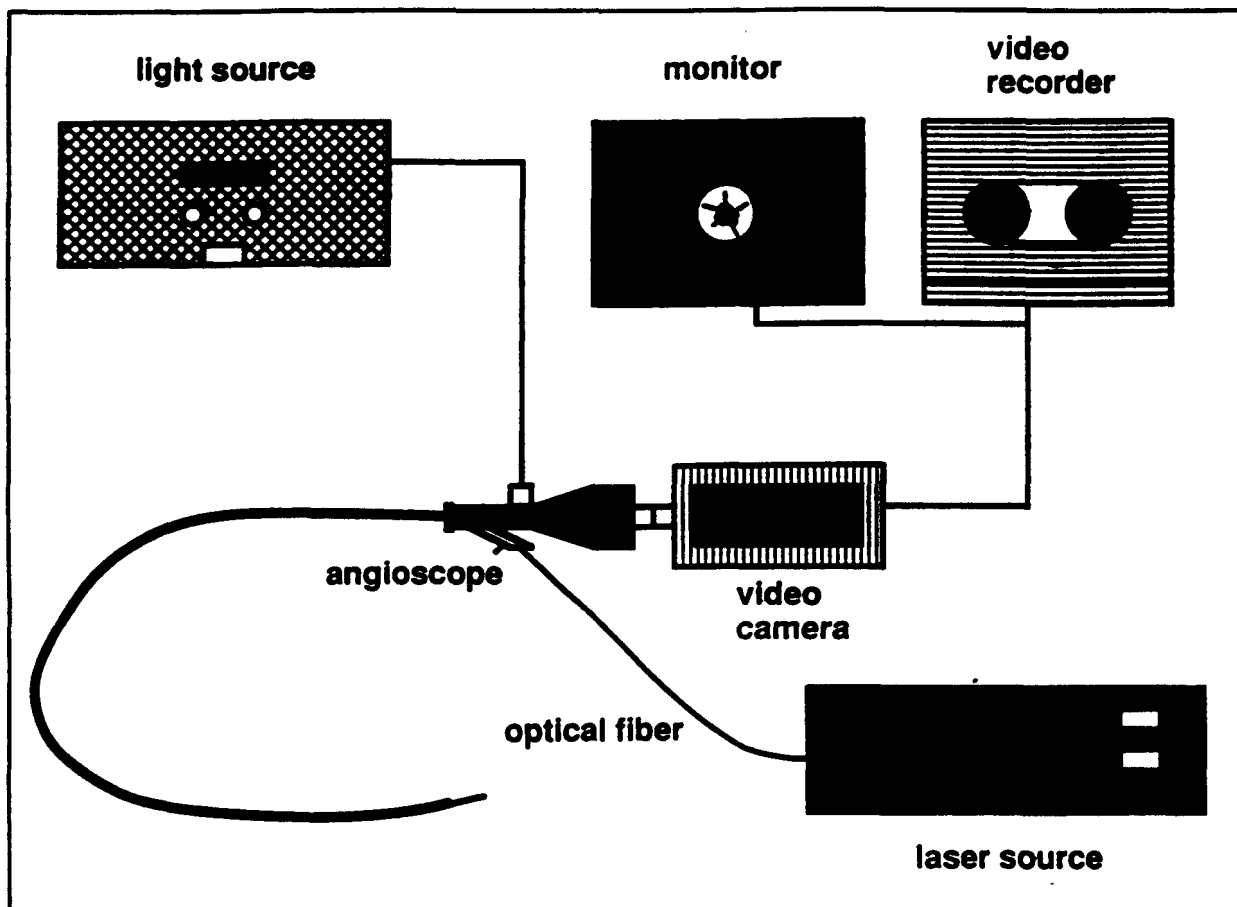 light source
monitor
video
recorder
angioscope
video
camera
optical fiber
laser source